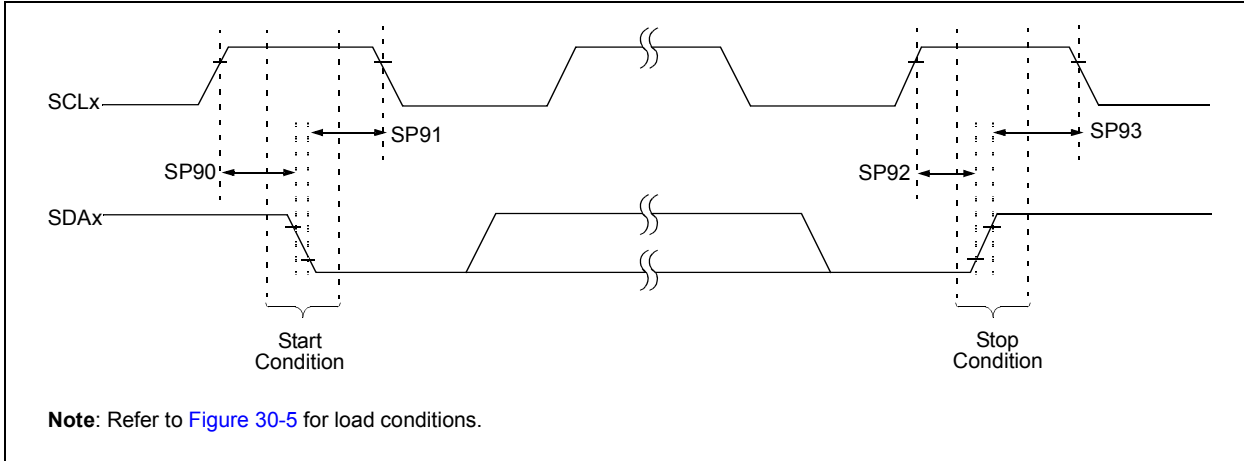 SCLx
SP91
SP93
SP90
SP92
SDAx
Start
Condition
Stop
Condition
Note: Refer to Figure 30-5 for load conditions.